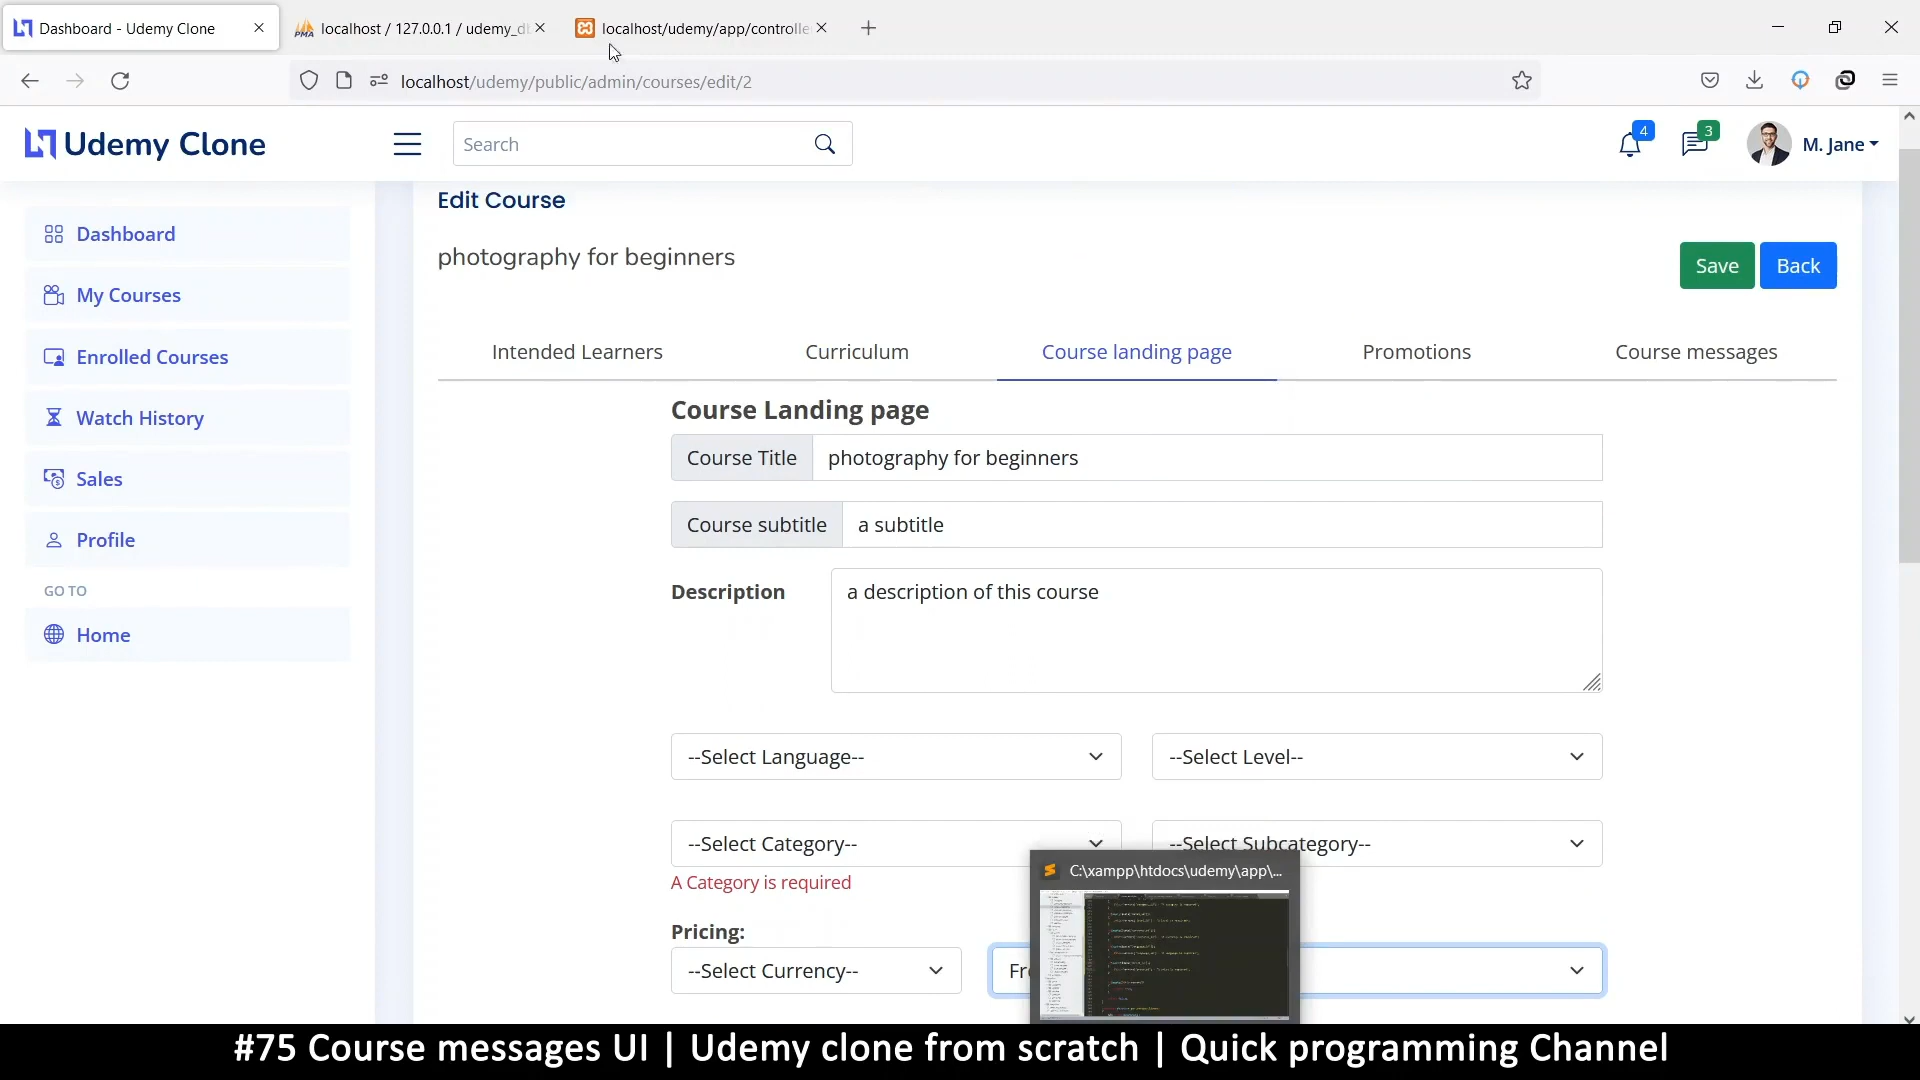 Dashboard - Udemy Clone
localhost / 127.0.0.1 / udemy_d
localhost/udemy/app/controlle
localhost/udemy/public/admin/courses/edit/2
Udemy Clone
Search
4
3
M. Jane
Dashboard
My Courses
Enrolled Courses
Watch History
Sales
Profile
GO TO
Home
Edit Course
photography for beginners
Save
Back
Intended Learners
Curriculum
Course landing page
Promotions
Course messages
Course Landing page
Course Title
photography for beginners
Course subtitle
a subtitle
Description
a description of this course
--Select Language--
--Select Level--
--Select Category--
--Select Subcategory--
A Category is required
Pricing:
--Select Currency--
C:\xampp\htdocs\udemy\app\...
#75 Course messages UI | Udemy clone from scratch | Quick programming Channel